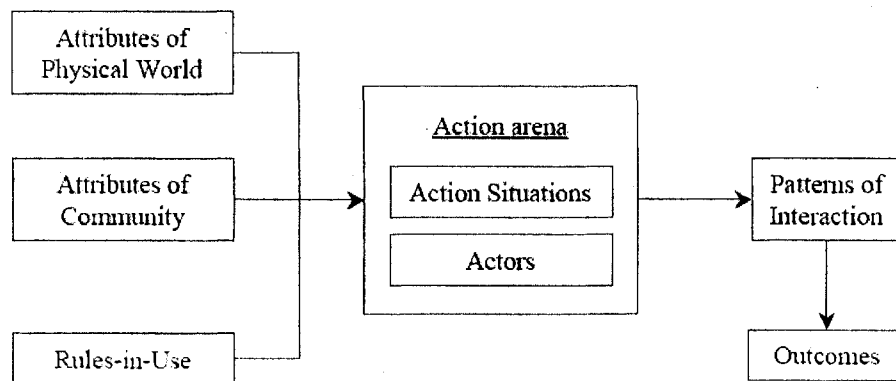 Attributes of
Physical World
Attributes of
Community
Rules-in-Use
Action arena
Action Situations
Actors
Patterns of
Interaction
Outcomes